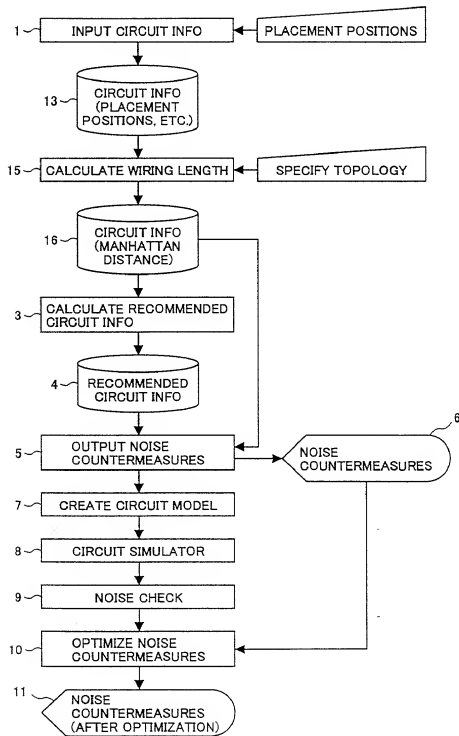 1 INPUT CIRCUIT INFO
PLACEMENT POSITIONS
13 CIRCUIT INFO
(PLACEMENT
POSITIONS, ETC.)
15 CALCULATE WIRING LENGTH
SPECIFY TOPOLOGY
16 CIRCUIT INFO
(MANHATTAN
DISTANCE)
3 CALCULATE RECOMMENDED
CIRCUIT INFO
4 RECOMMENDED
CIRCUIT INFO
5 OUTPUT NOISE
COUNTERMEASURES
6
NOISE
COUNTERMEASURES
7 CREATE CIRCUIT MODEL
8 CIRCUIT SIMULATOR
9 NOISE CHECK
10 OPTIMIZE NOISE
COUNTERMEASURES
11 NOISE
COUNTERMEASURES
(AFTER OPTIMIZATION)